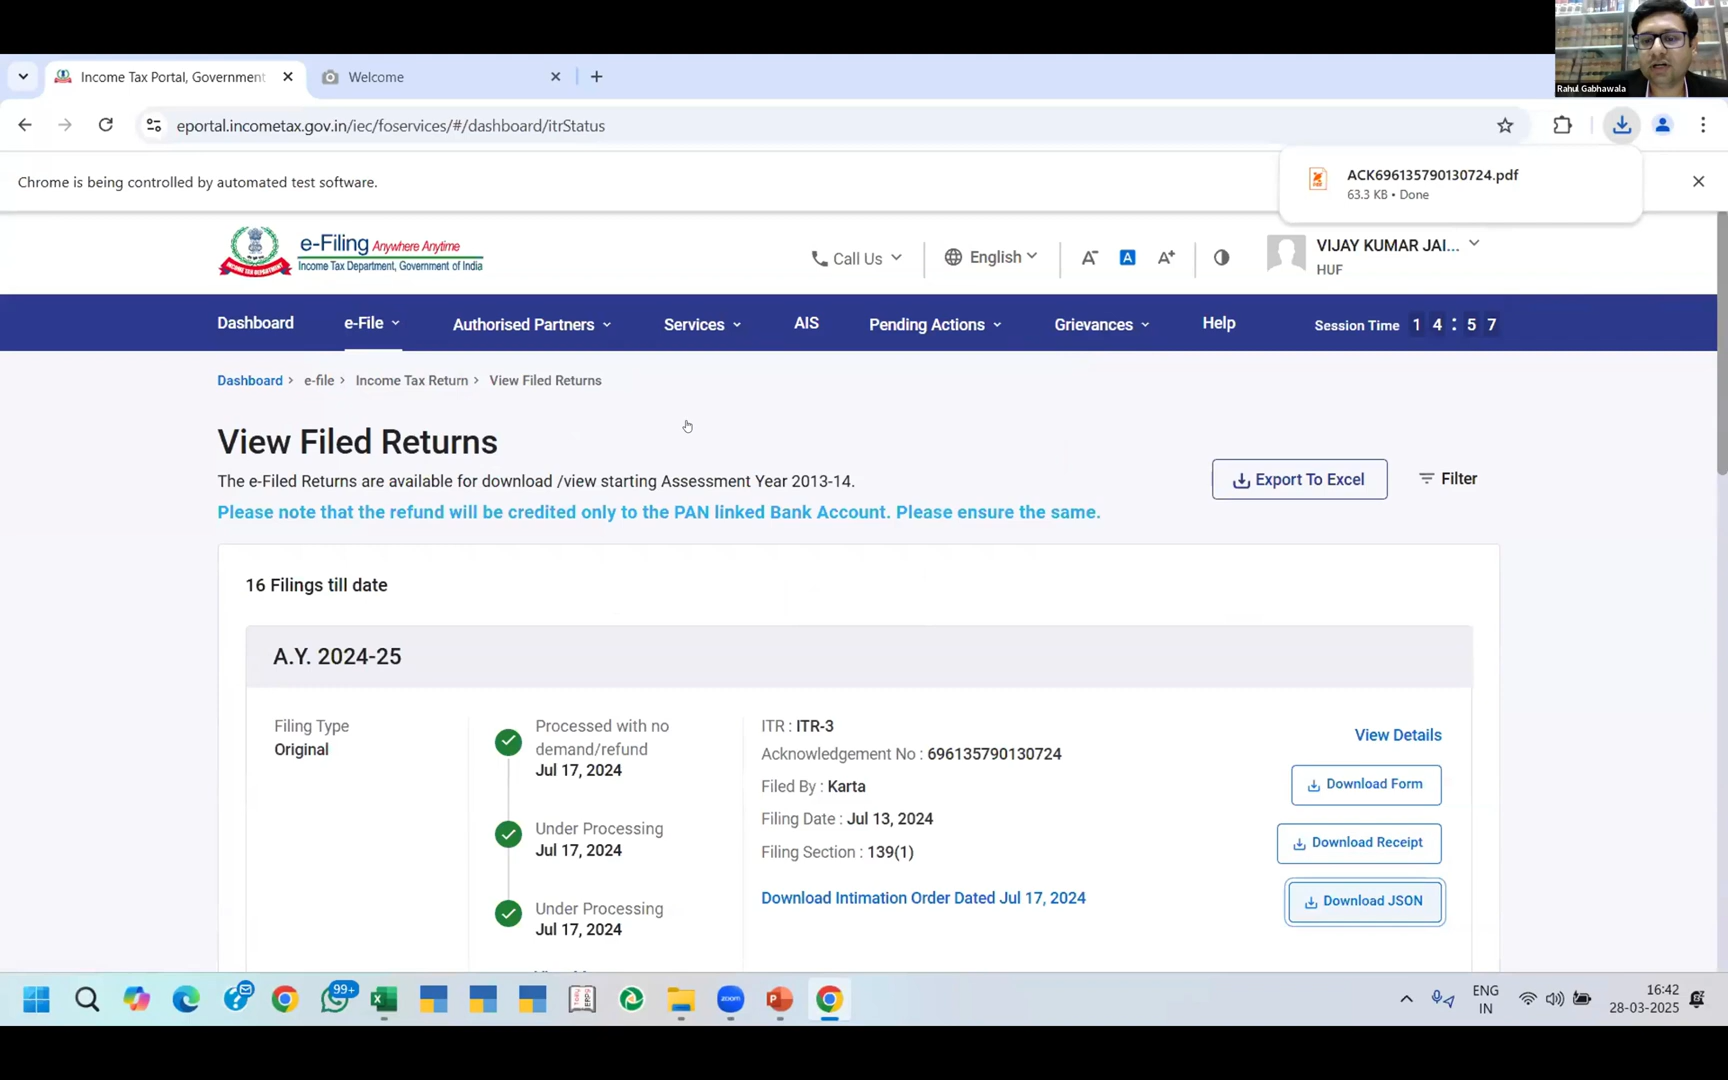 Rahul Gabhawala
Income Tax Portal, Government
Welcome
eportal.incometax.gov.in/iec/foservices/#/dashboard/itrStatus
Chrome is being controlled by automated test software.
ACK696135790130724.pdf
63.3 KB • Done
e-Filing Anywhere Anytime
Income Tax Department, Government of India
INCOME TAX DEPARTMENT
Call Us
English
A-
A
A+
VIJAY KUMAR JAI...
HUF
Dashboard
e-File
Authorised Partners
Services
AIS
Pending Actions
Grievances
Help
Session Time 1 4 : 5 7
Dashboard > e-file > Income Tax Return > View Filed Returns
View Filed Returns
The e-Filed Returns are available for download /view starting Assessment Year 2013-14.
Please note that the refund will be credited only to the PAN linked Bank Account. Please ensure the same.
Export To Excel
Filter
16 Filings till date
A.Y. 2024-25
Filing Type
Original
Processed with no
demand/refund
Jul 17, 2024
Under Processing
Jul 17, 2024
Under Processing
Jul 17, 2024
ITR : ITR-3
Acknowledgement No : 696135790130724
Filed By : Karta
Filing Date : Jul 13, 2024
Filing Section : 139(1)
Download Intimation Order Dated Jul 17, 2024
View Details
Download Form
Download Receipt
Download JSON
99+
zoom
ENG
IN
16:42
28-03-2025